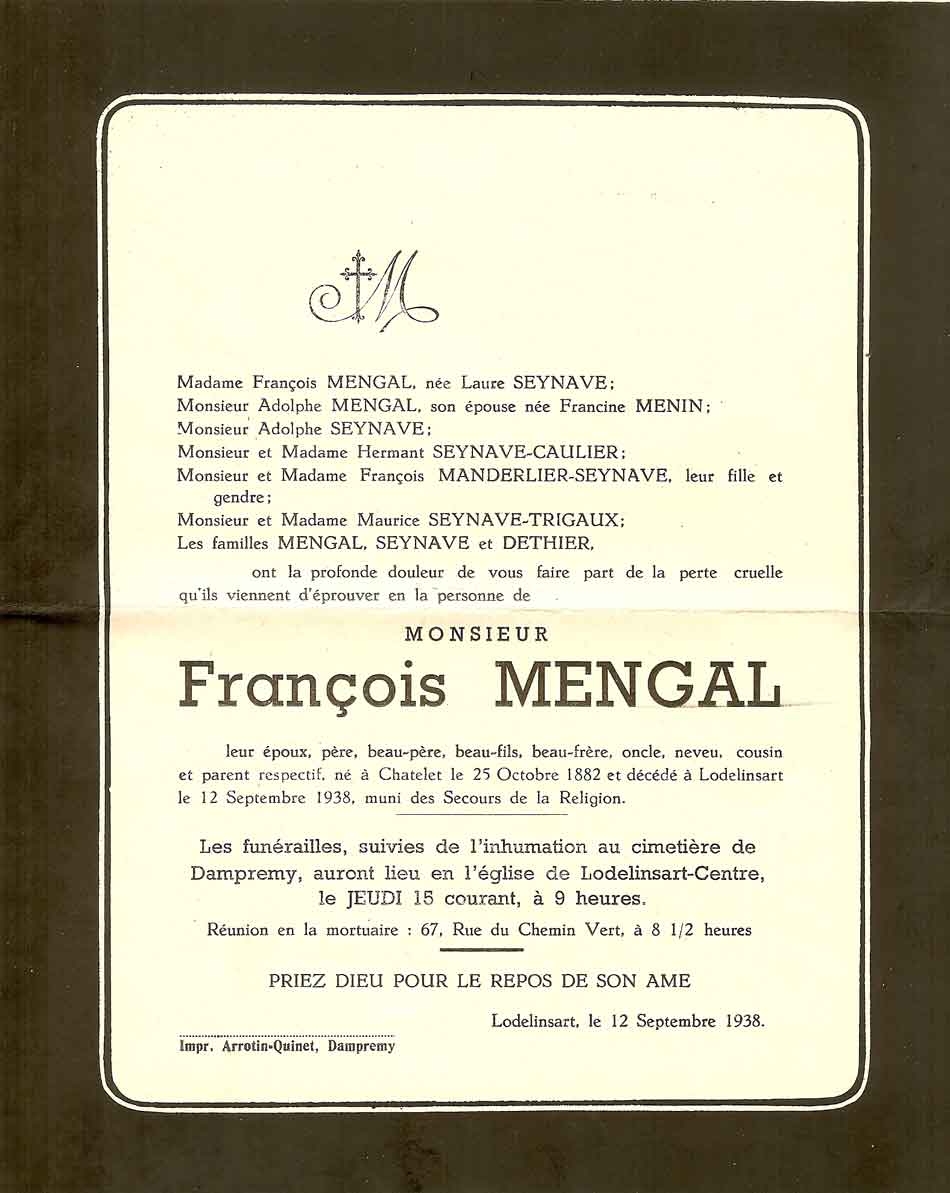 M
Madame François MENGAL, née Laure SEYNAVE;
Monsieur Adolphe MENGAL, son épouse née Francine MENIN;
Monsieur Adolphe SEYNAVE;
Monsieur et Madame Hermant SEYNAVE-CAULIER;
Monsieur et Madame François MANDERLIER-SEYNAVE, leur fille et
gendre;
Monsieur et Madame Maurice SEYNAVE-TRIGAUX;
Les familles MENGAL, SEYNAVE et DETHIER,
ont la profonde douleur de vous faire part de la perte cruelle
qu'ils viennent d'éprouver en la personne de
MONSIEUR
François MENGAL
leur époux, père, beau-père, beau-fils, beau-frère, oncle, neveu, cousin
et parent respectif, né à Chatelet le 25 Octobre 1882 et décédé à Lodelinsart
le 12 Septembre 1938, muni des Secours de la Religion.
Les funérailles, suivies de l'inhumation au cimetière de
Dampremy, auront lieu en l'église de Lodelinsart-Centre,
le JEUDI 15 courant, à 9 heures.
Réunion en la mortuaire : 67, Rue du Chemin Vert, à 8 1/2 heures
PRIEZ DIEU POUR LE REPOS DE SON AME
Lodelinsart, le 12 Septembre 1938.
Impr. Arrotin-Quinet, Dampremy